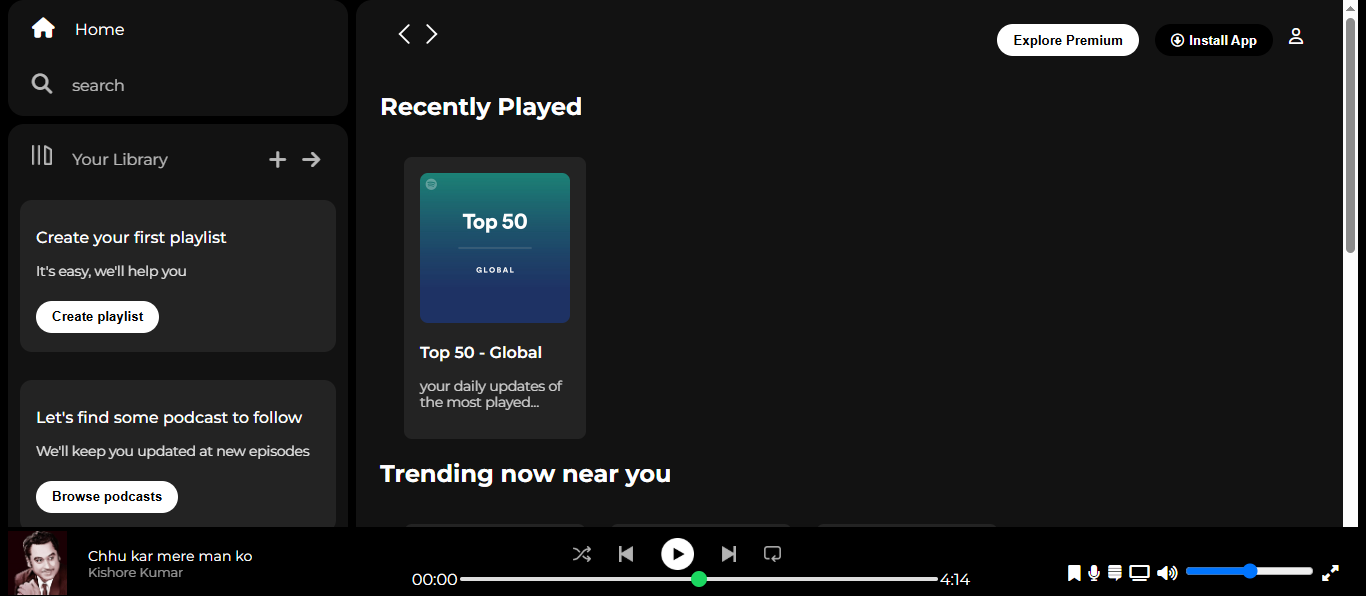 Home
search
Your Library
Create your first playlist
It's easy, we'll help you
Create playlist
Let's find some podcast to follow
We'll keep you updated at new episodes
Browse podcasts
Explore Premium
Install App
Recently Played
Top 50
GLOBAL
Top 50 - Global
your daily updates of
the most played...
Trending now near you
Chhu kar mere man ko
Kishore Kumar
00:00
4:14